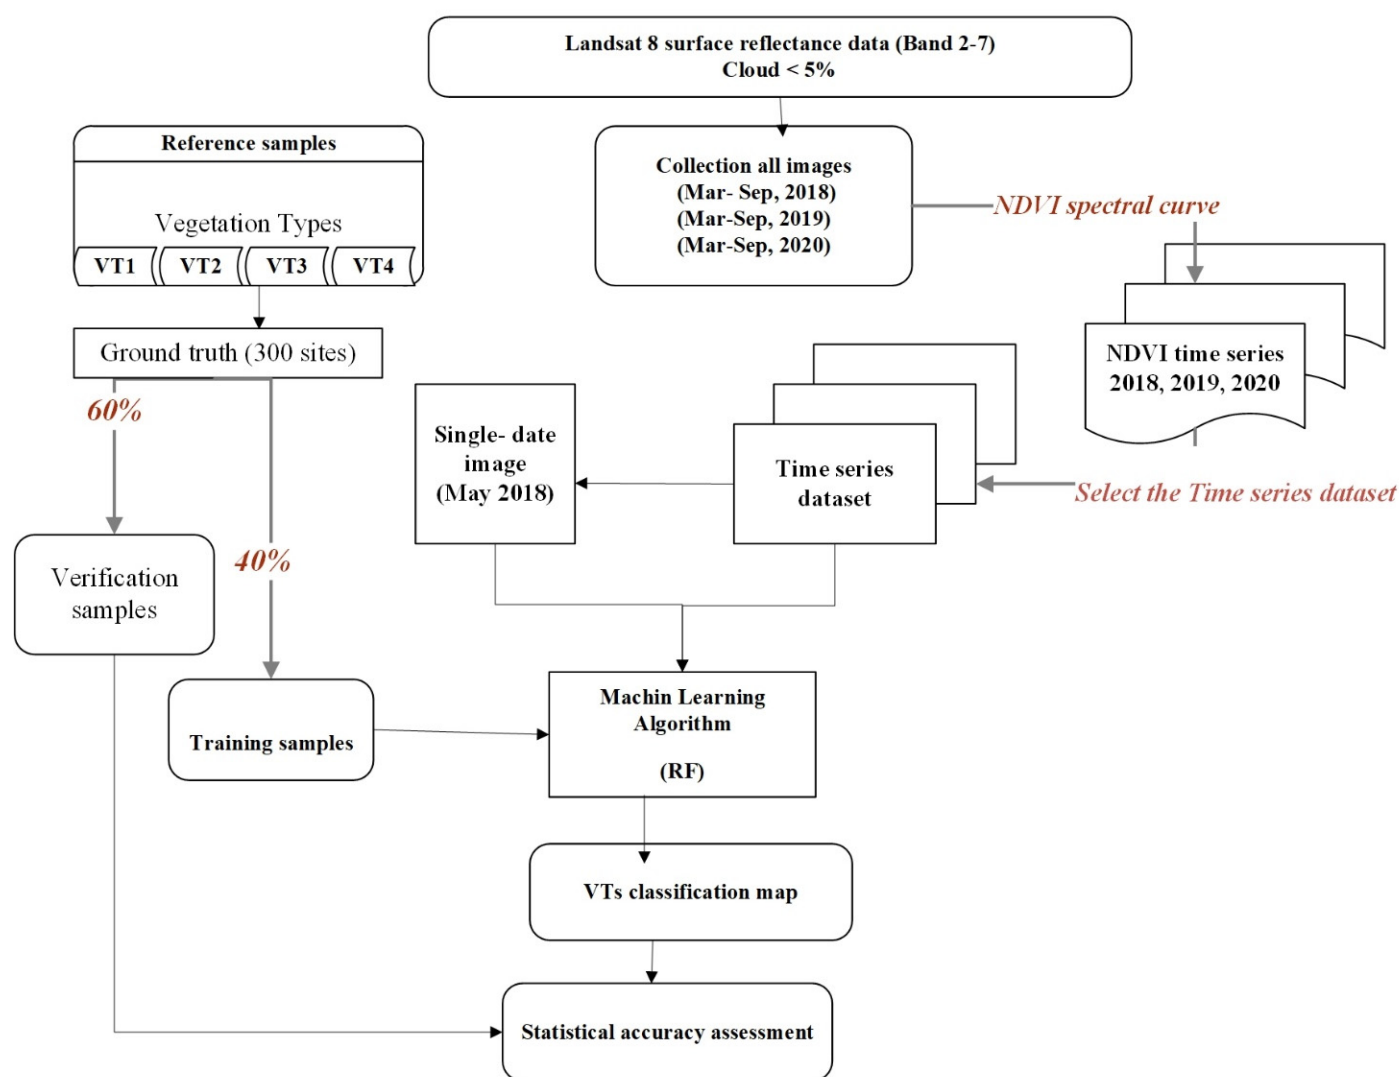 Landsat 8 surface reflectance data (Band 2-7)
Cloud < 5%
Reference samples
Vegetation Types
VT1 VT2 VT3 VT4
Collection all images
(Mar- Sep, 2018)
(Mar-Sep, 2019)
(Mar-Sep, 2020)
NDVI spectral curve
NDVI time series
2018, 2019, 2020
Ground truth (300 sites)
60%
40%
Single- date
image
(May 2018)
Time series
dataset
Select the Time series dataset
Verification
samples
Training samples
Machin Learning
Algorithm
(RF)
VTs classification map
Statistical accuracy assessment